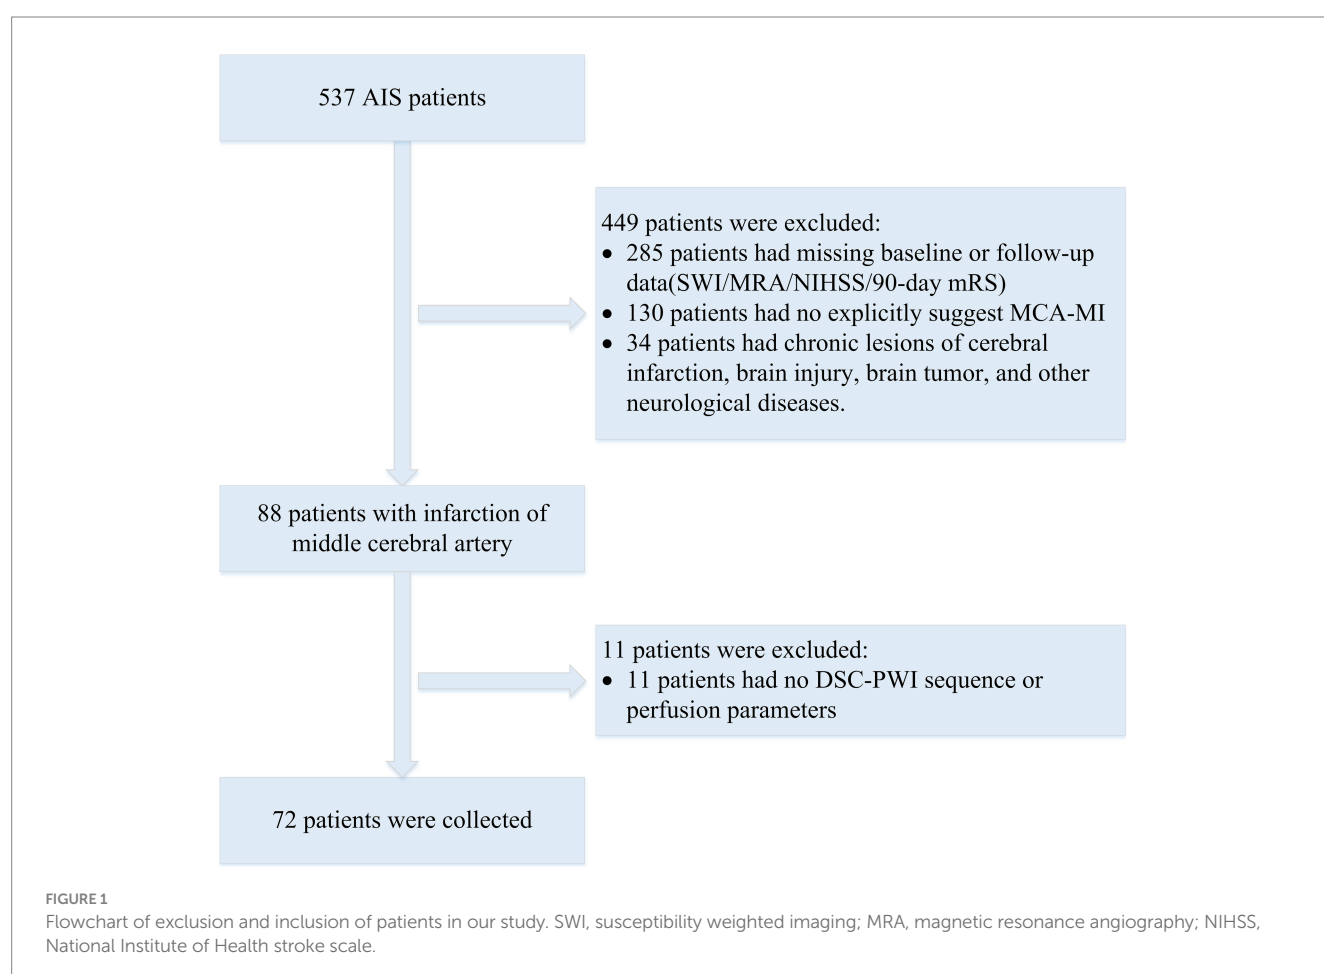 537 AIS patients
449 patients were excluded:
• 285 patients had missing baseline or follow-up
data(SWI/MRA/NIHSS/90-day mRS)
• 130 patients had no explicitly suggest MCA-MI
• 34 patients had chronic lesions of cerebral
infarction, brain injury, brain tumor, and other
neurological diseases.
88 patients with infarction of
middle cerebral artery
11 patients were excluded:
• 11 patients had no DSC-PWI sequence or
perfusion parameters
72 patients were collected
FIGURE 1
Flowchart of exclusion and inclusion of patients in our study. SWI, susceptibility weighted imaging; MRA, magnetic resonance angiography; NIHSS,
National Institute of Health stroke scale.